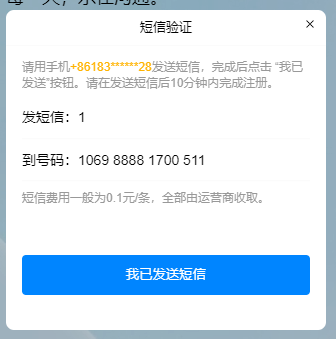 短信验证
请用手机+86183******28发送短信，完成后点击 “我已
发送”按钮。请在发送短信后10分钟内完成注册。
发短信：1
到号码：1069 8888 1700 511
短信费用一般为0.1元/条，全部由运营商收取。
我已发送短信